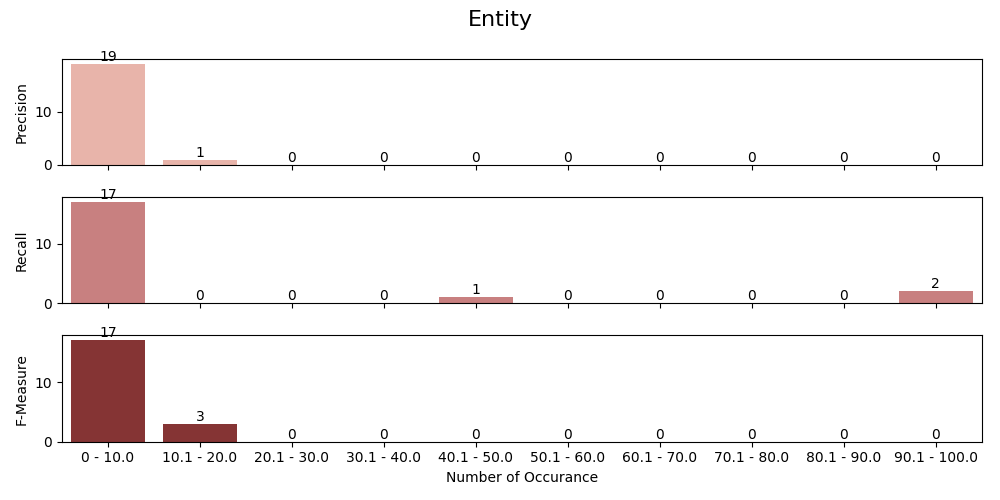 Entity
Precision
10
0
19 1 0 0 0 0 0 0 0 0
Recall
10
0
17 0 0 0 1 0 0 0 0 2
F-Measure
10
0
17 3 0 0 0 0 0 0 0 0
0 - 10.0 10.1 - 20.0 20.1 - 30.0 30.1 - 40.0 40.1 - 50.0 50.1 - 60.0 60.1 - 70.0 70.1 - 80.0 80.1 - 90.0 90.1 - 100.0
Number of Occurance